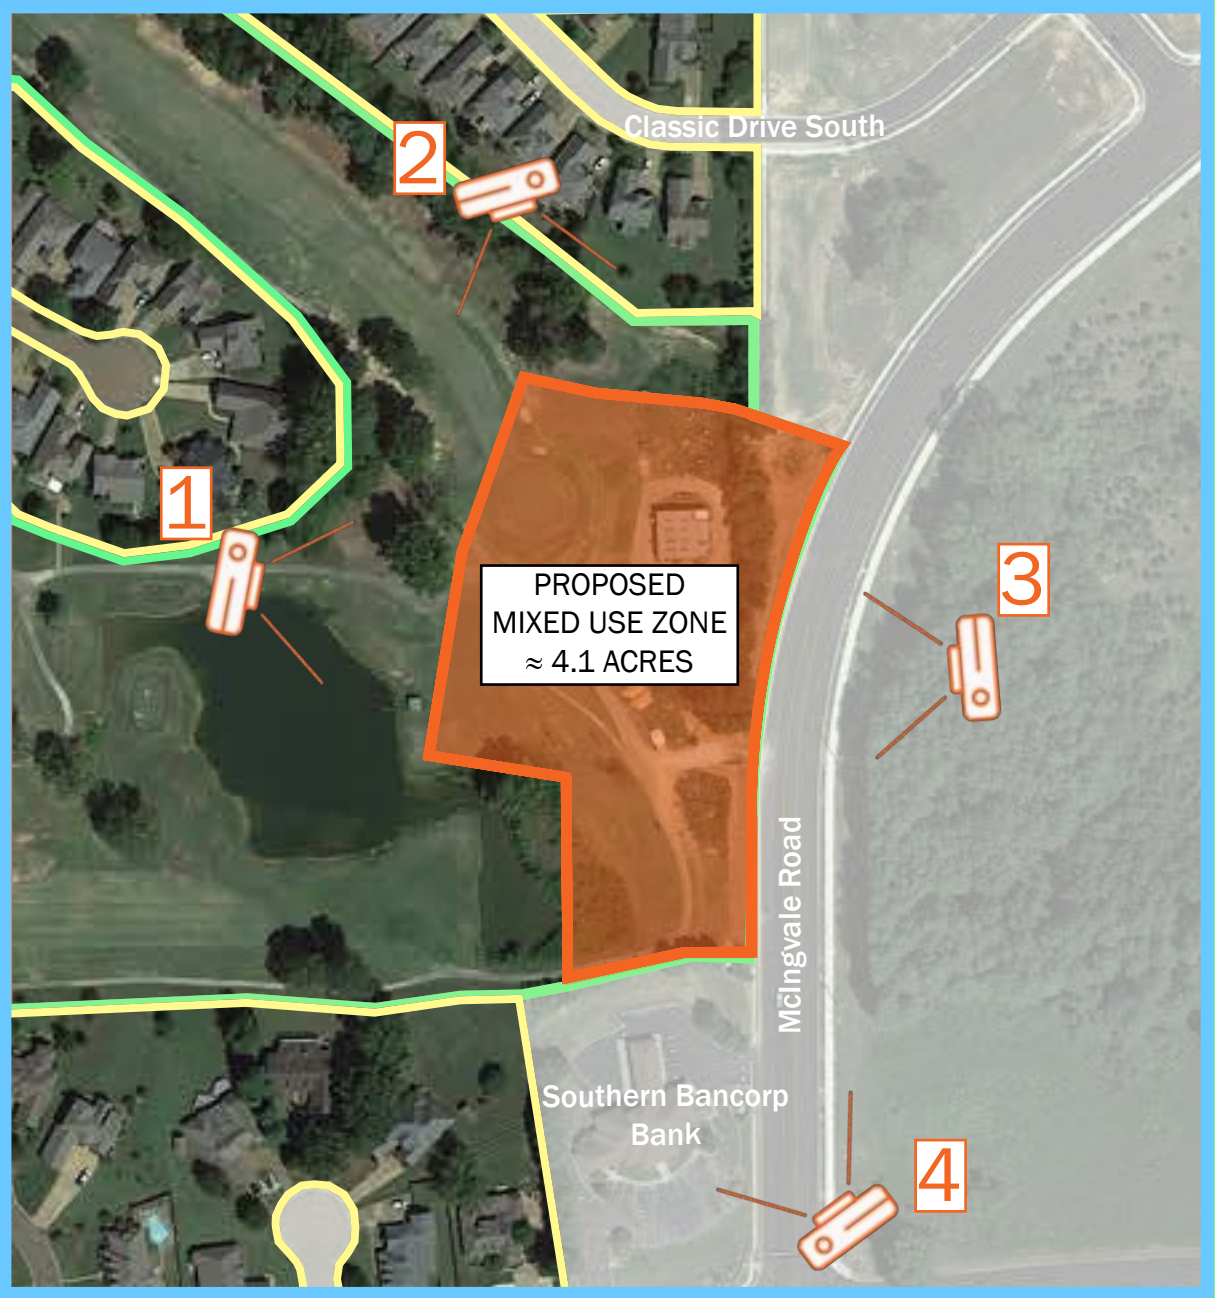 Classic Drive South
2
1
3
PROPOSED
MIXED USE ZONE
≈ 4.1 ACRES
McIngvale Road
Southern Bancorp
Bank
4